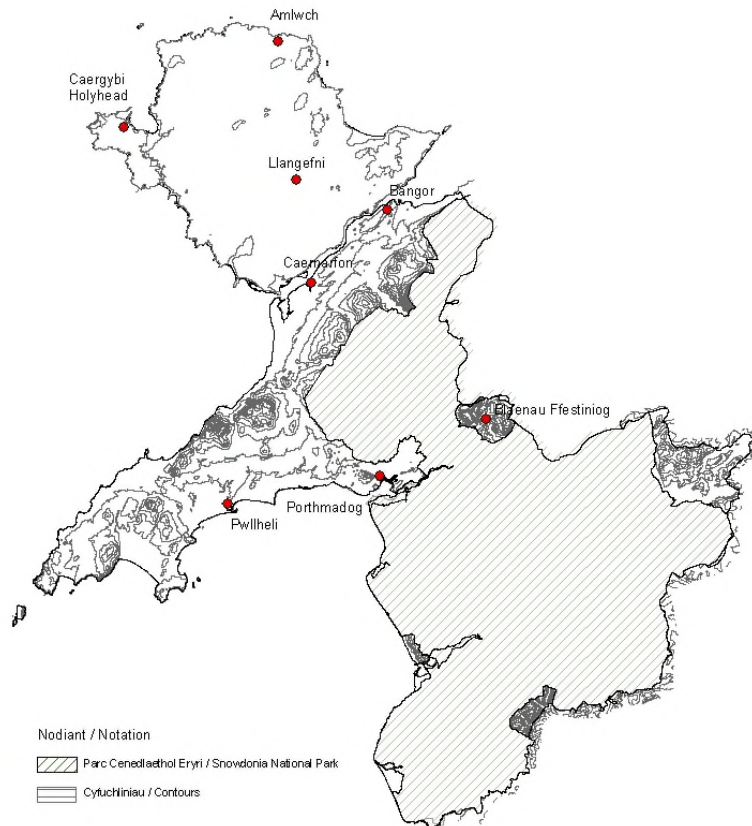 Amlwch
Caergybi
Holyhead
Llangefni
Bangor
Caernarfon
Blaenau Ffestiniog
Porthmadog
Pwllheli
Nodiant / Notation
Parc Cenedlaethol Eryri / Snowdonia National Park
Cyfuchliniau / Contours